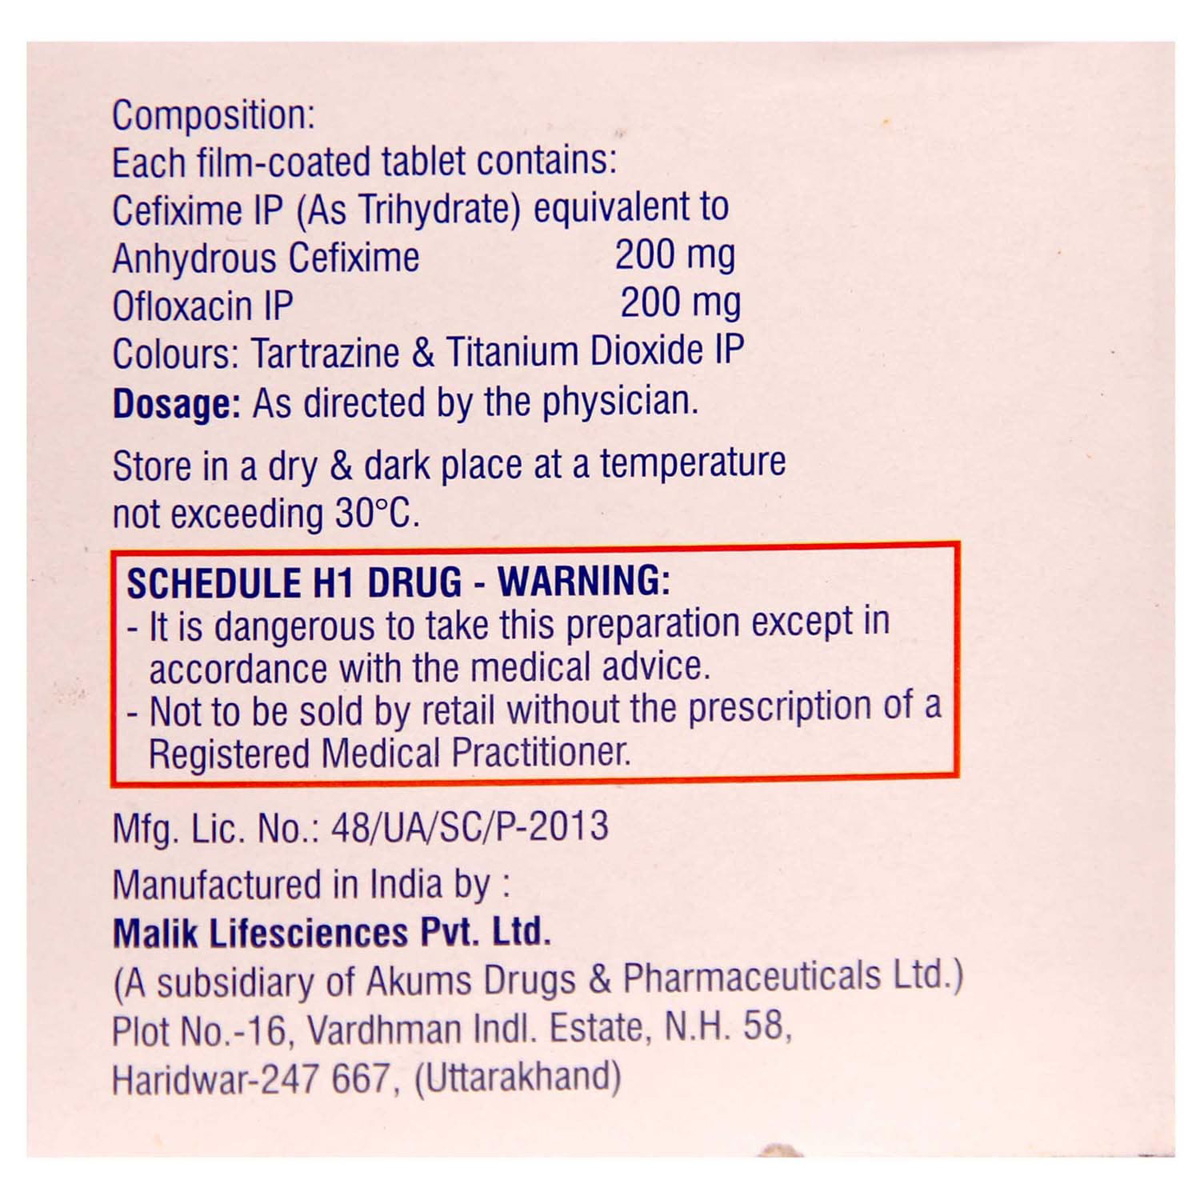 Composition:
Each film-coated tablet contains:
Cefixime IP (As Trihydrate) equivalent to
Anhydrous Cefixime 200 mg
Ofloxacin IP 200 mg
Colours: Tartrazine & Titanium Dioxide IP
Dosage: As directed by the physician.
Store in a dry & dark place at a temperature
not exceeding 30°C.
SCHEDULE H1 DRUG - WARNING:
- It is dangerous to take this preparation except in
accordance with the medical advice.
- Not to be sold by retail without the prescription of a
Registered Medical Practitioner.
Mfg. Lic. No.: 48/UA/SC/P-2013
Manufactured in India by :
Malik Lifesciences Pvt. Ltd.
(A subsidiary of Akums Drugs & Pharmaceuticals Ltd.)
Plot No.-16, Vardhman Indl. Estate, N.H. 58,
Haridwar-247 667, (Uttarakhand)